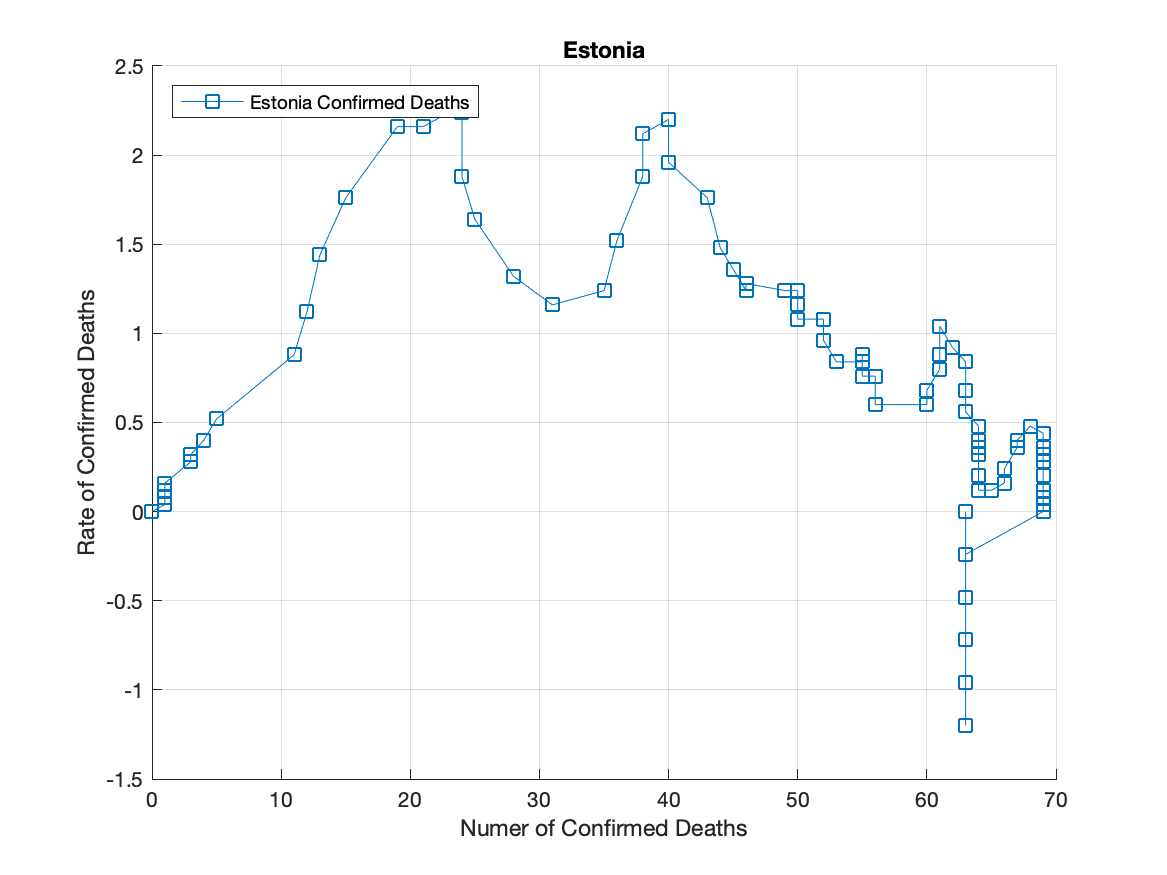 Estonia
2.5
Estonia Confirmed Deaths
2
1.5
1
0.5
0
-0.5
-1
-1.5
Rate of Confirmed Deaths
0 10 20 30 40 50 60 70
Numer of Confirmed Deaths